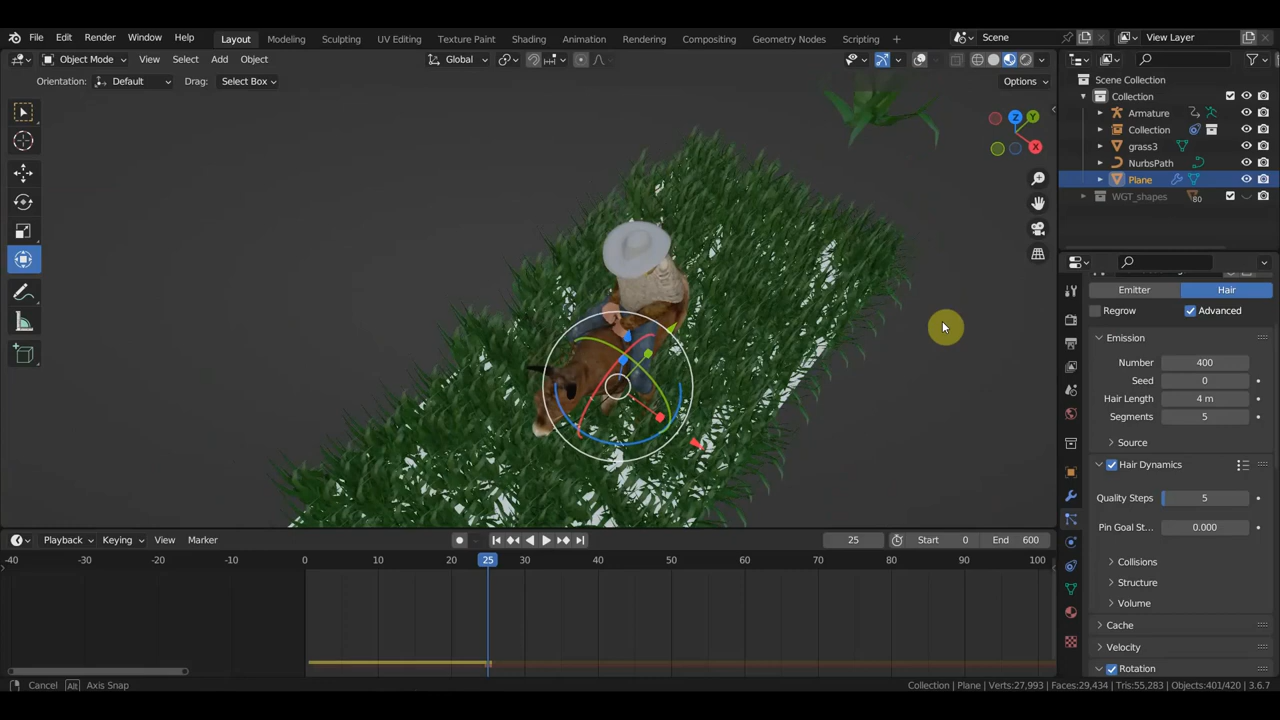 File Edit Render Window Help Layout Modeling Sculpting UV Editing Texture Paint Shading Animation Rendering Compositing Geometry Nodes Scripting + Scene View Layer
Object Mode View Select Add Object Global Options
Orientation: Default Drag: Select Box
Scene Collection
Collection
Armature
Collection
grass3
NurbsPath
Plane
WGT_shapes 80
Z Y X
Emitter Hair
Regrow Advanced
Emission
Number 400
Seed 0
Hair Length 4 m
Segments 5
Source
Hair Dynamics
Quality Steps 5
Pin Goal St... 0.000
Collisions
Structure
Volume
Cache
Velocity
Rotation
Playback Keying View Marker 25 Start 0 End 600
-40 -30 -20 -10 0 10 20 25 30 40 50 60 70 80 90 100
Cancel Alt Axis Snap
Collection | Plane | Verts:27,993 | Faces:29,434 | Tris:55,283 | Objects:401/420 | 3.6.7